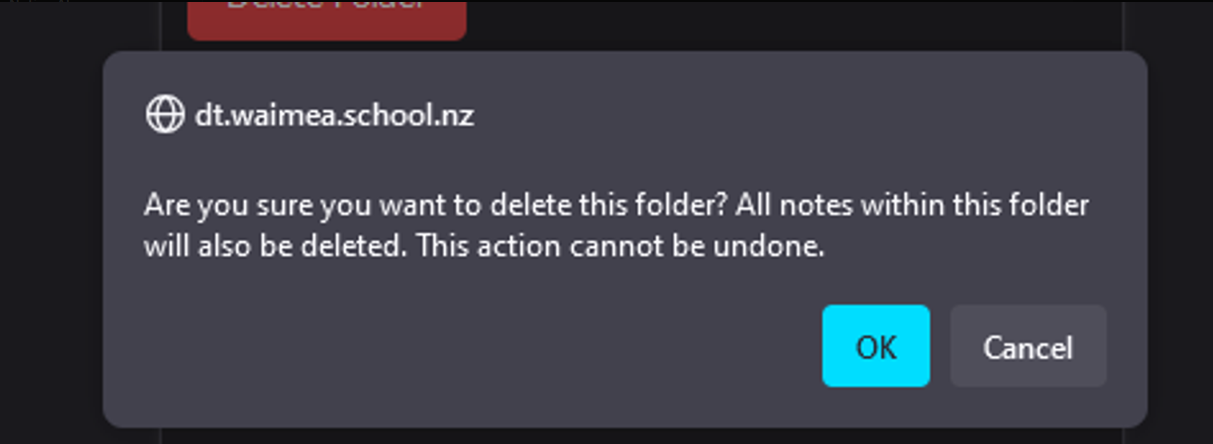 Delete Folder
dt.waimea.school.nz
Are you sure you want to delete this folder? All notes within this folder
will also be deleted. This action cannot be undone.
OK Cancel